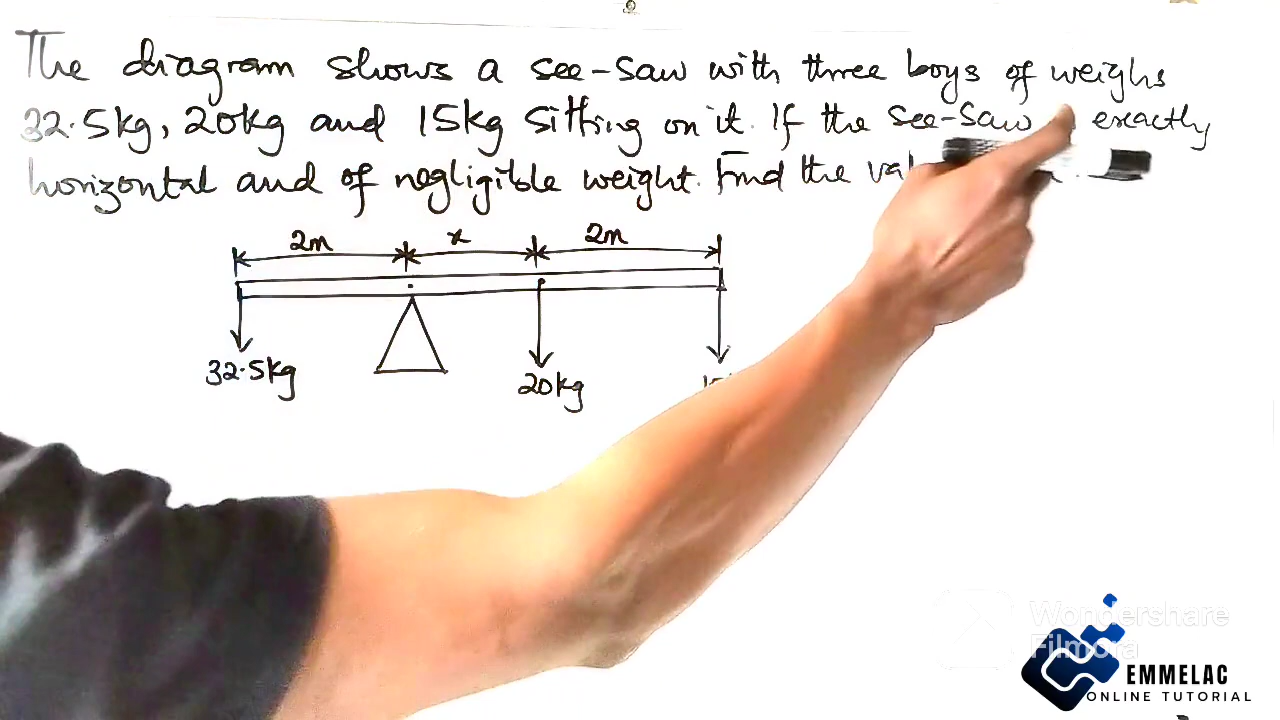 The diagram shows a see-saw with three boys of weighs
32.5kg, 20kg and 15kg sitting on it. If the see-saw exactly
horizontal and of negligible weight. Find the
2m x 2m
32.5kg 20kg
Wondershare
Filmora
EMMELAC
ONLINE TUTORIAL